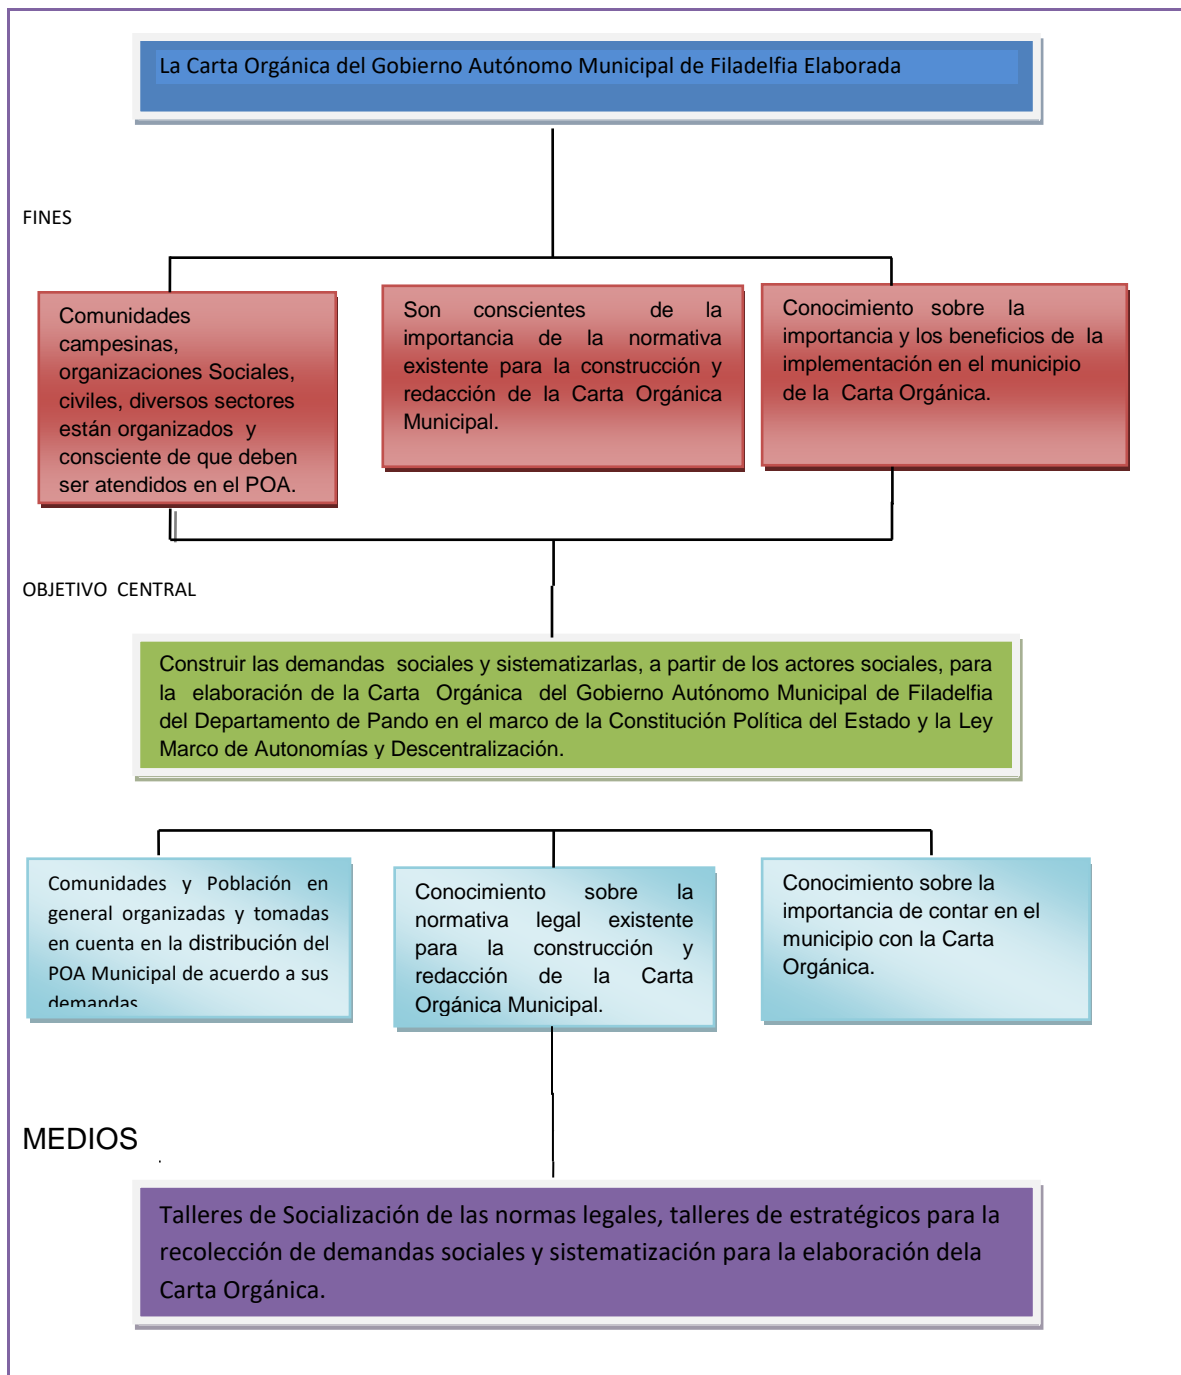 La Carta Orgánica del Gobierno Autónomo Municipal de Filadelfia Elaborada
FINES
Comunidades
campesinas,
organizaciones Sociales,
civiles, diversos sectores
están organizados y
consciente de que deben
ser atendidos en el POA.
Son conscientes de la
importancia de la normativa
existente para la construcción y
redacción de la Carta Orgánica
Municipal.
Conocimiento sobre la
importancia y los beneficios de la
implementación en el municipio
de la Carta Orgánica.
OBJETIVO CENTRAL
Construir las demandas sociales y sistematizarlas, a partir de los actores sociales, para
la elaboración de la Carta Orgánica del Gobierno Autónomo Municipal de Filadelfia
del Departamento de Pando en el marco de la Constitución Política del Estado y la Ley
Marco de Autonomías y Descentralización.
Comunidades y Población en
general organizadas y tomadas
en cuenta en la distribución del
POA Municipal de acuerdo a sus
demandas
Conocimiento sobre la
normativa legal existente
para la construcción y
redacción de la Carta
Orgánica Municipal.
Conocimiento sobre la
importancia de contar en el
municipio con la Carta
Orgánica.
MEDIOS
.
Talleres de Socialización de las normas legales, talleres de estratégicos para la
recolección de demandas sociales y sistematización para la elaboración dela
Carta Orgánica.